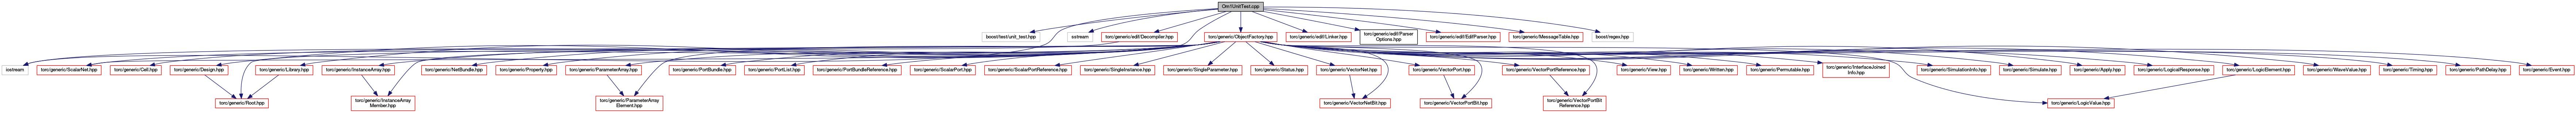 Om1UnitTest.cpp
boost/test/unit_test.hpp
sstream
torc/generic/edif/Decompiler.hpp
torc/generic/ObjectFactory.hpp
torc/generic/edif/Linker.hpp
torc/generic/edif/Parser
Options.hpp
torc/generic/edif/EdifParser.hpp
torc/generic/MessageTable.hpp
boost/regex.hpp
iostream
torc/generic/ScalarNet.hpp
torc/generic/Cell.hpp
torc/generic/Design.hpp
torc/generic/Library.hpp
torc/generic/InstanceArray.hpp
torc/generic/NetBundle.hpp
torc/generic/Property.hpp
torc/generic/ParameterArray.hpp
torc/generic/PortBundle.hpp
torc/generic/PortList.hpp
torc/generic/PortBundleReference.hpp
torc/generic/ScalarPort.hpp
torc/generic/ScalarPortReference.hpp
torc/generic/SingleInstance.hpp
torc/generic/SingleParameter.hpp
torc/generic/Status.hpp
torc/generic/VectorNet.hpp
torc/generic/VectorPort.hpp
torc/generic/VectorPortReference.hpp
torc/generic/View.hpp
torc/generic/Written.hpp
torc/generic/Permutable.hpp
torc/generic/InterfaceJoined
Info.hpp
torc/generic/SimulationInfo.hpp
torc/generic/Simulate.hpp
torc/generic/Apply.hpp
torc/generic/LogicalResponse.hpp
torc/generic/LogicElement.hpp
torc/generic/WaveValue.hpp
torc/generic/Timing.hpp
torc/generic/PathDelay.hpp
torc/generic/Event.hpp
torc/generic/Root.hpp
torc/generic/InstanceArray
Member.hpp
torc/generic/ParameterArray
Element.hpp
torc/generic/VectorNetBit.hpp
torc/generic/VectorPortBit.hpp
torc/generic/VectorPortBit
Reference.hpp
torc/generic/LogicValue.hpp